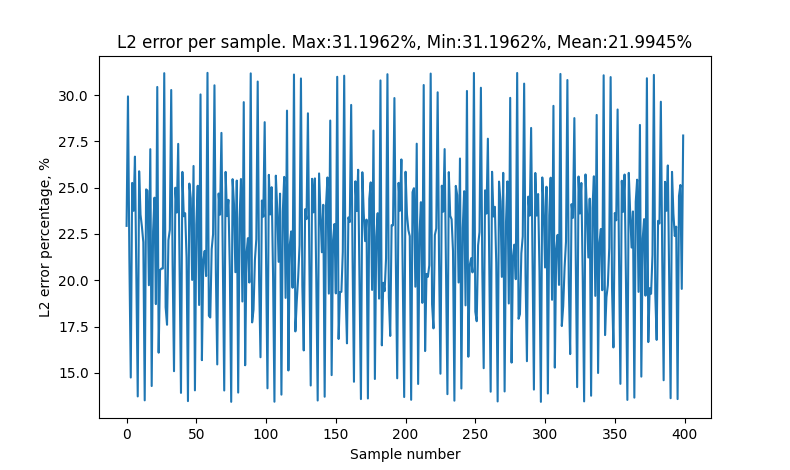 L2 error per sample. Max:31.1962%, Min:31.1962%, Mean:21.9945%
L2 error percentage, %
30.0
27.5
25.0
22.5
20.0
17.5
15.0
0 50 100 150 200 250 300 350 400
Sample number